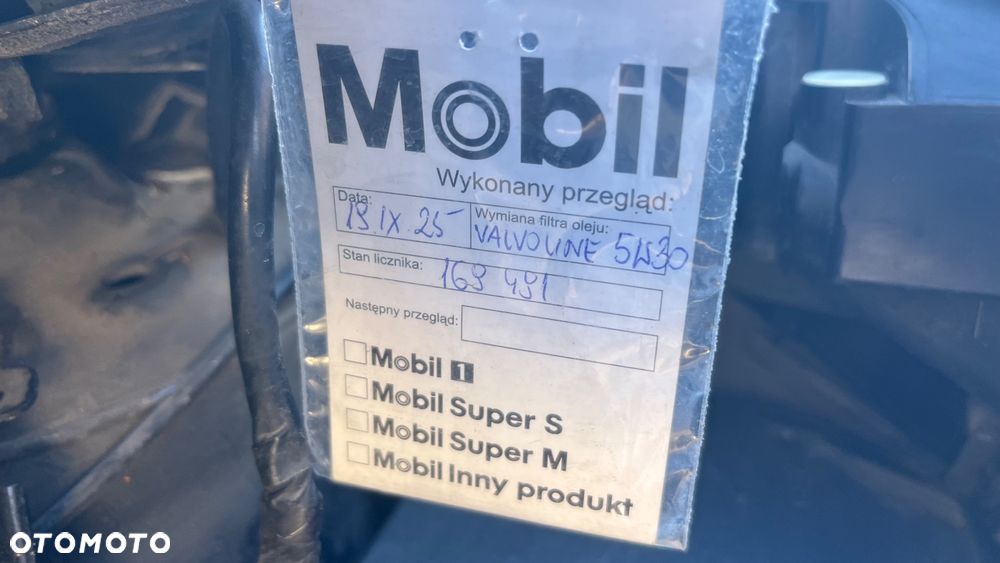 Mobil
Wykonany przegląd:
Data: 19 IX. 25 Wymiana filtra oleju: VALVOLINE 5W30
Stan licznika: 169 491
Następny przegląd:
Mobil 1
Mobil Super S
Mobil Super M
Mobil Inny produkt
OTOMOTO